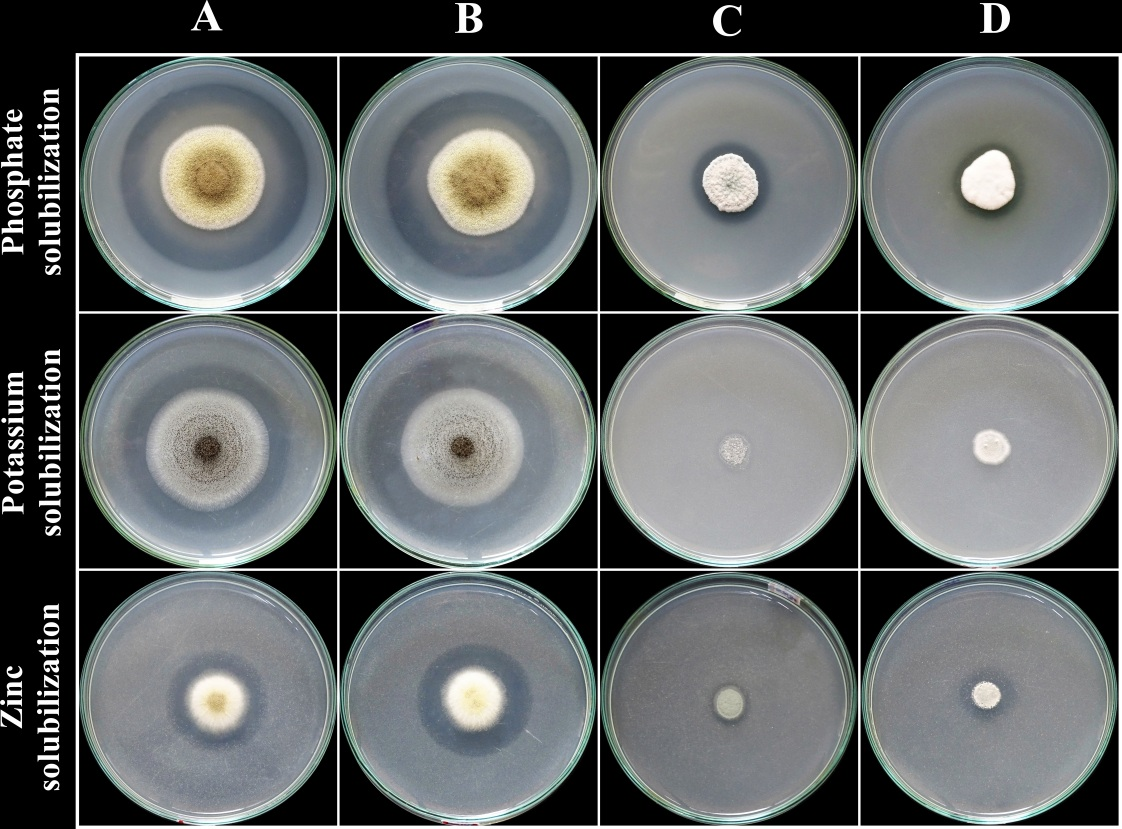 A B C D
Phosphate
solubilization
Potassium
solubilization
Zinc
solubilization